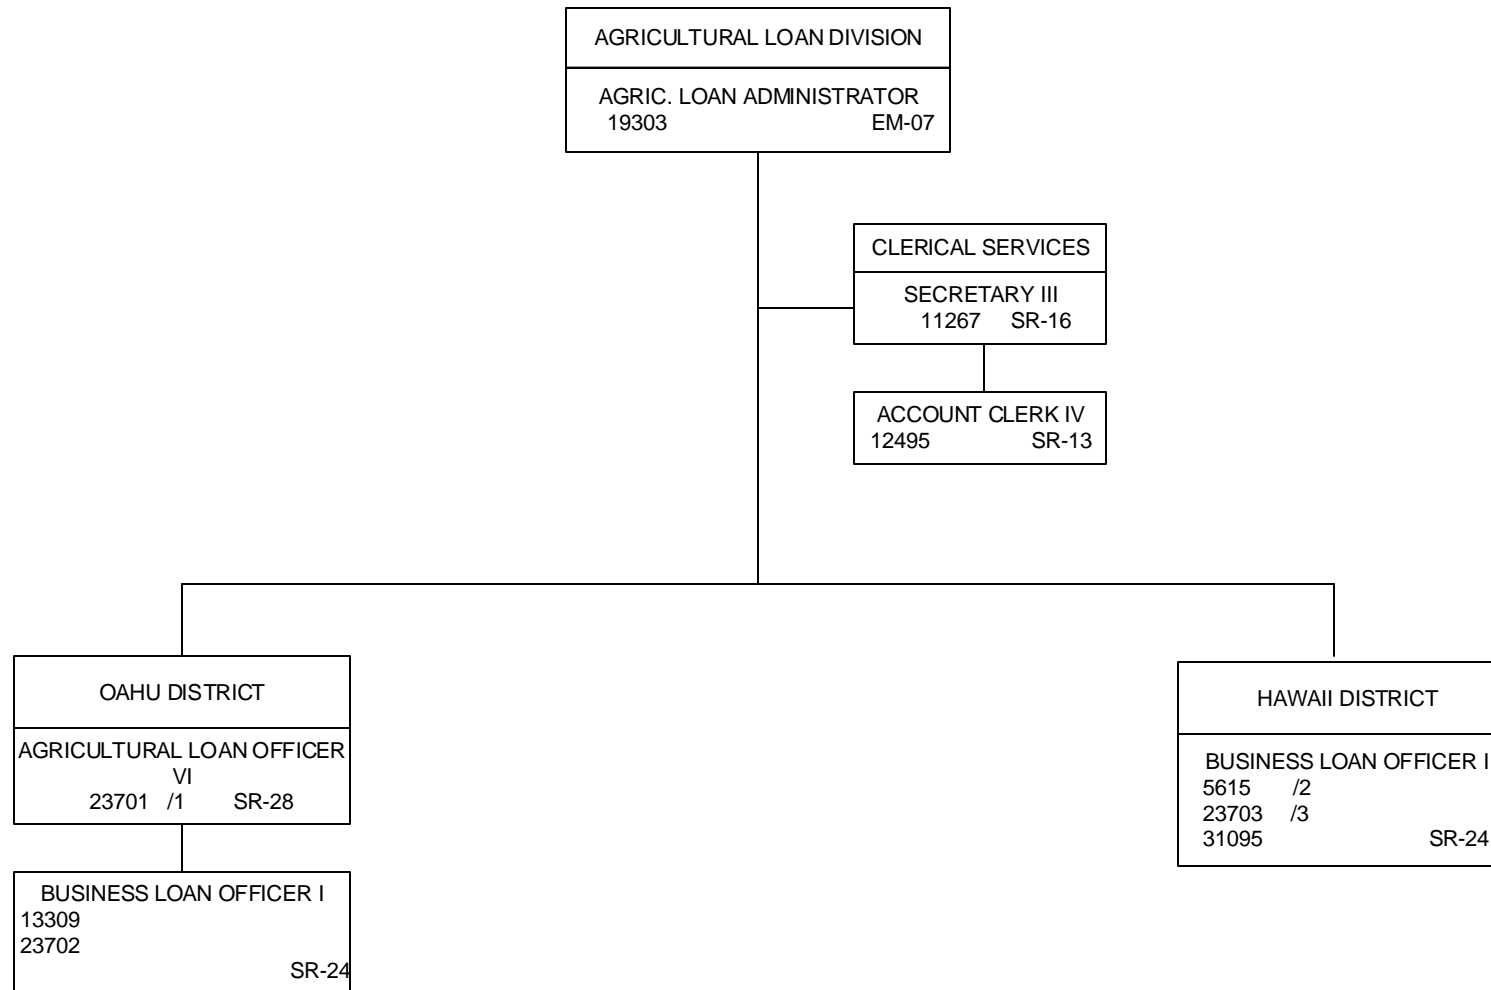 AGRICULTURAL LOAN DIVISION
AGRIC. LOAN ADMINISTRATOR
19303 EM-07
CLERICAL SERVICES
SECRETARY III
11267 SR-16
ACCOUNT CLERK IV
12495 SR-13
OAHU DISTRICT
AGRICULTURAL LOAN OFFICER
VI
23701 /1 SR-28
BUSINESS LOAN OFFICER I
13309
23702
SR-24
HAWAII DISTRICT
BUSINESS LOAN OFFICER I
5615 /2
23703 /3
31095 SR-24